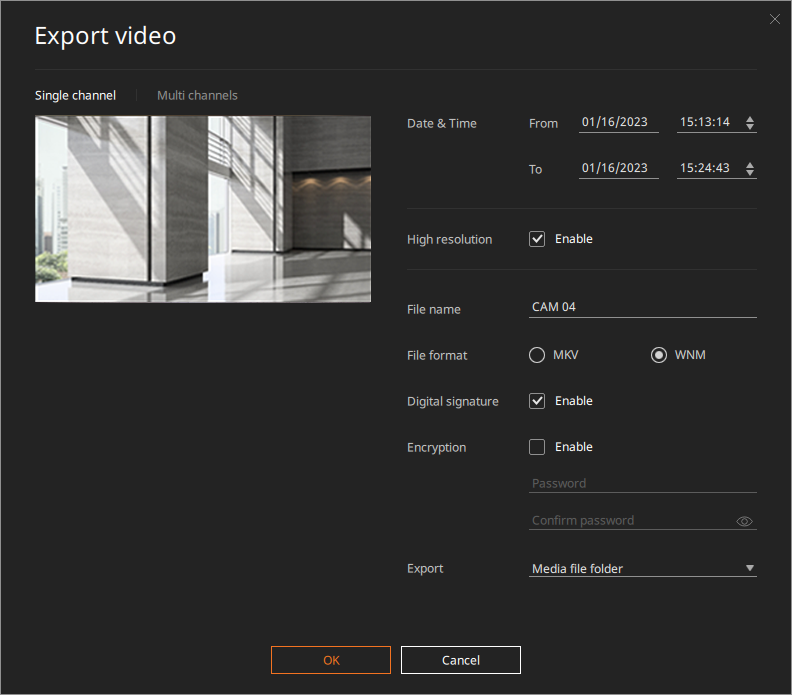 Export video
Single channel
Multi channels
Date & Time
From
01/16/2023
15:13:14
To
01/16/2023
15:24:43
High resolution
Enable
File name
CAM 04
File format
MKV
WNM
Digital signature
Enable
Encryption
Enable
Password
Confirm password
Export
Media file folder
OK
Cancel